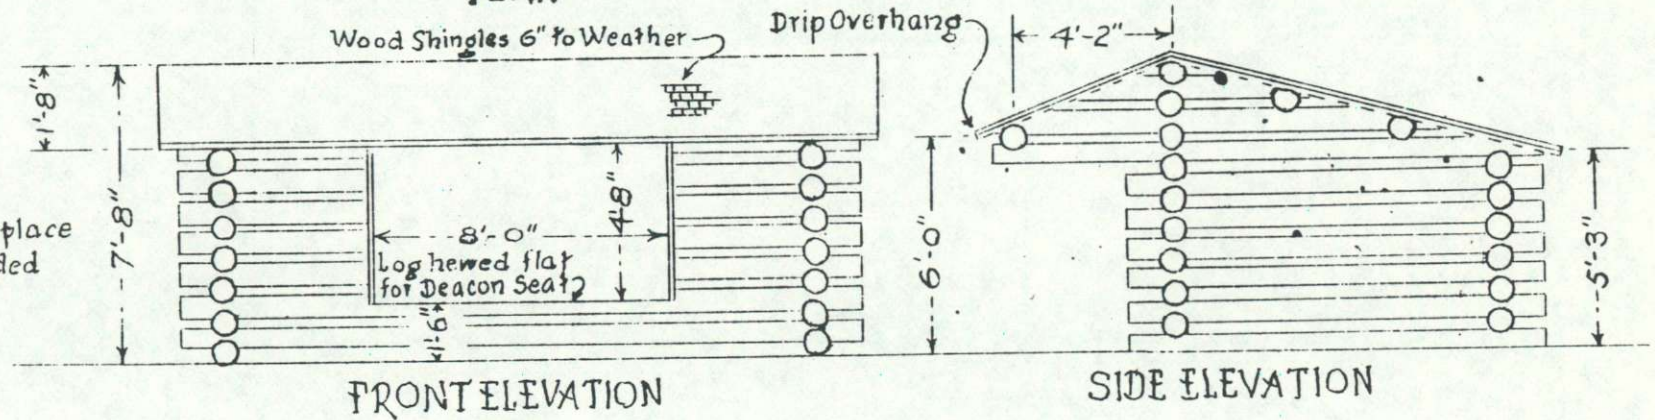 Wood Shingles 6" to Weather
Drip Overhang
4'-2"
1'-8"
7'-8"
place
ded
8'-0"
4'8"
Log hewed flat
for Deacon Seat
1'-6"
6'-0"
5'-3"
FRONT ELEVATION
SIDE ELEVATION